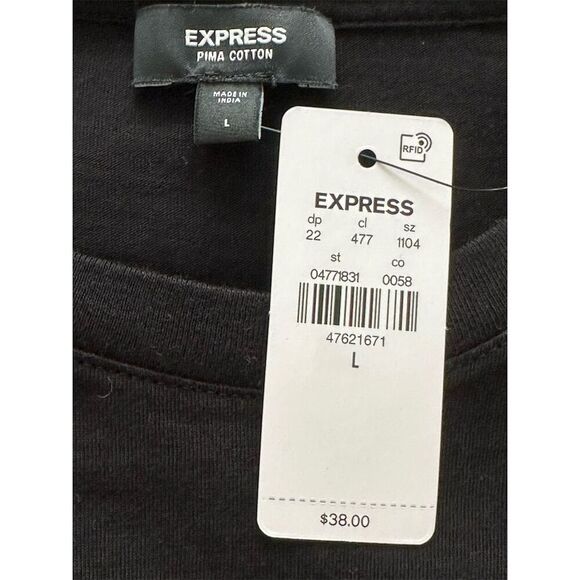 EXPRESS
PIMA COTTON
MADE IN
INDIA
L
RFID
EXPRESS
dp cl sz
22 477 1104
st co
04771831 0058
47621671
L
$38.00